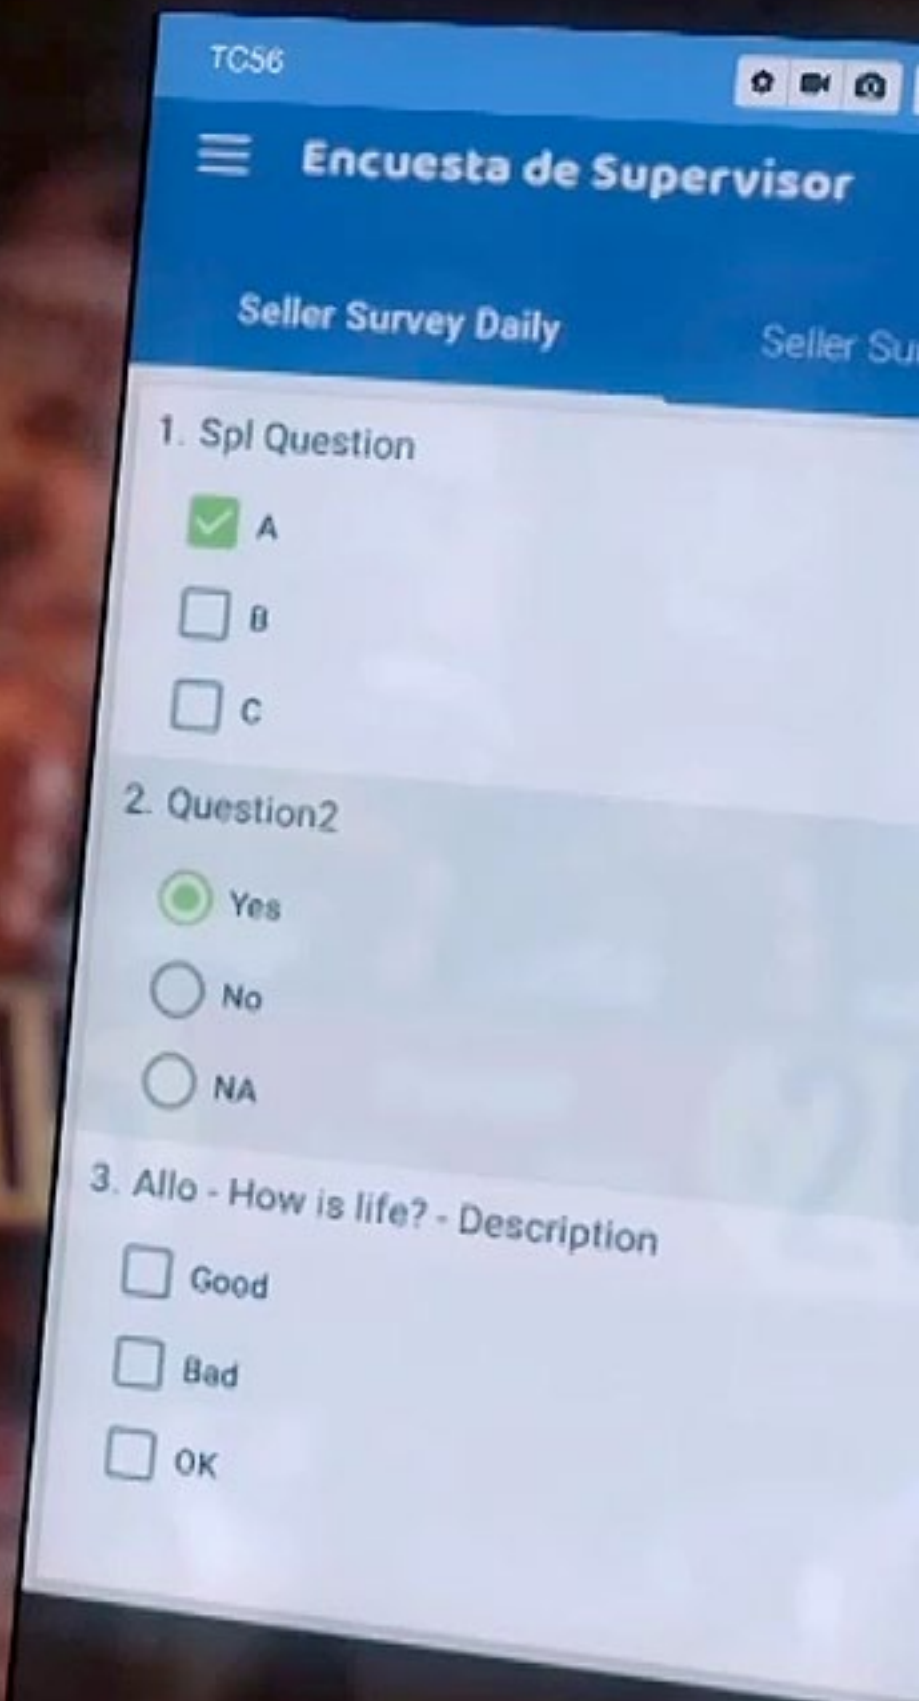 TC56
Encuesta de Supervisor
Seller Survey Daily
Seller
1. Spl Question
A
B
C
2. Question2
Yes
No
NA
3. Allo - How is life? - Description
Good
Bad
OK